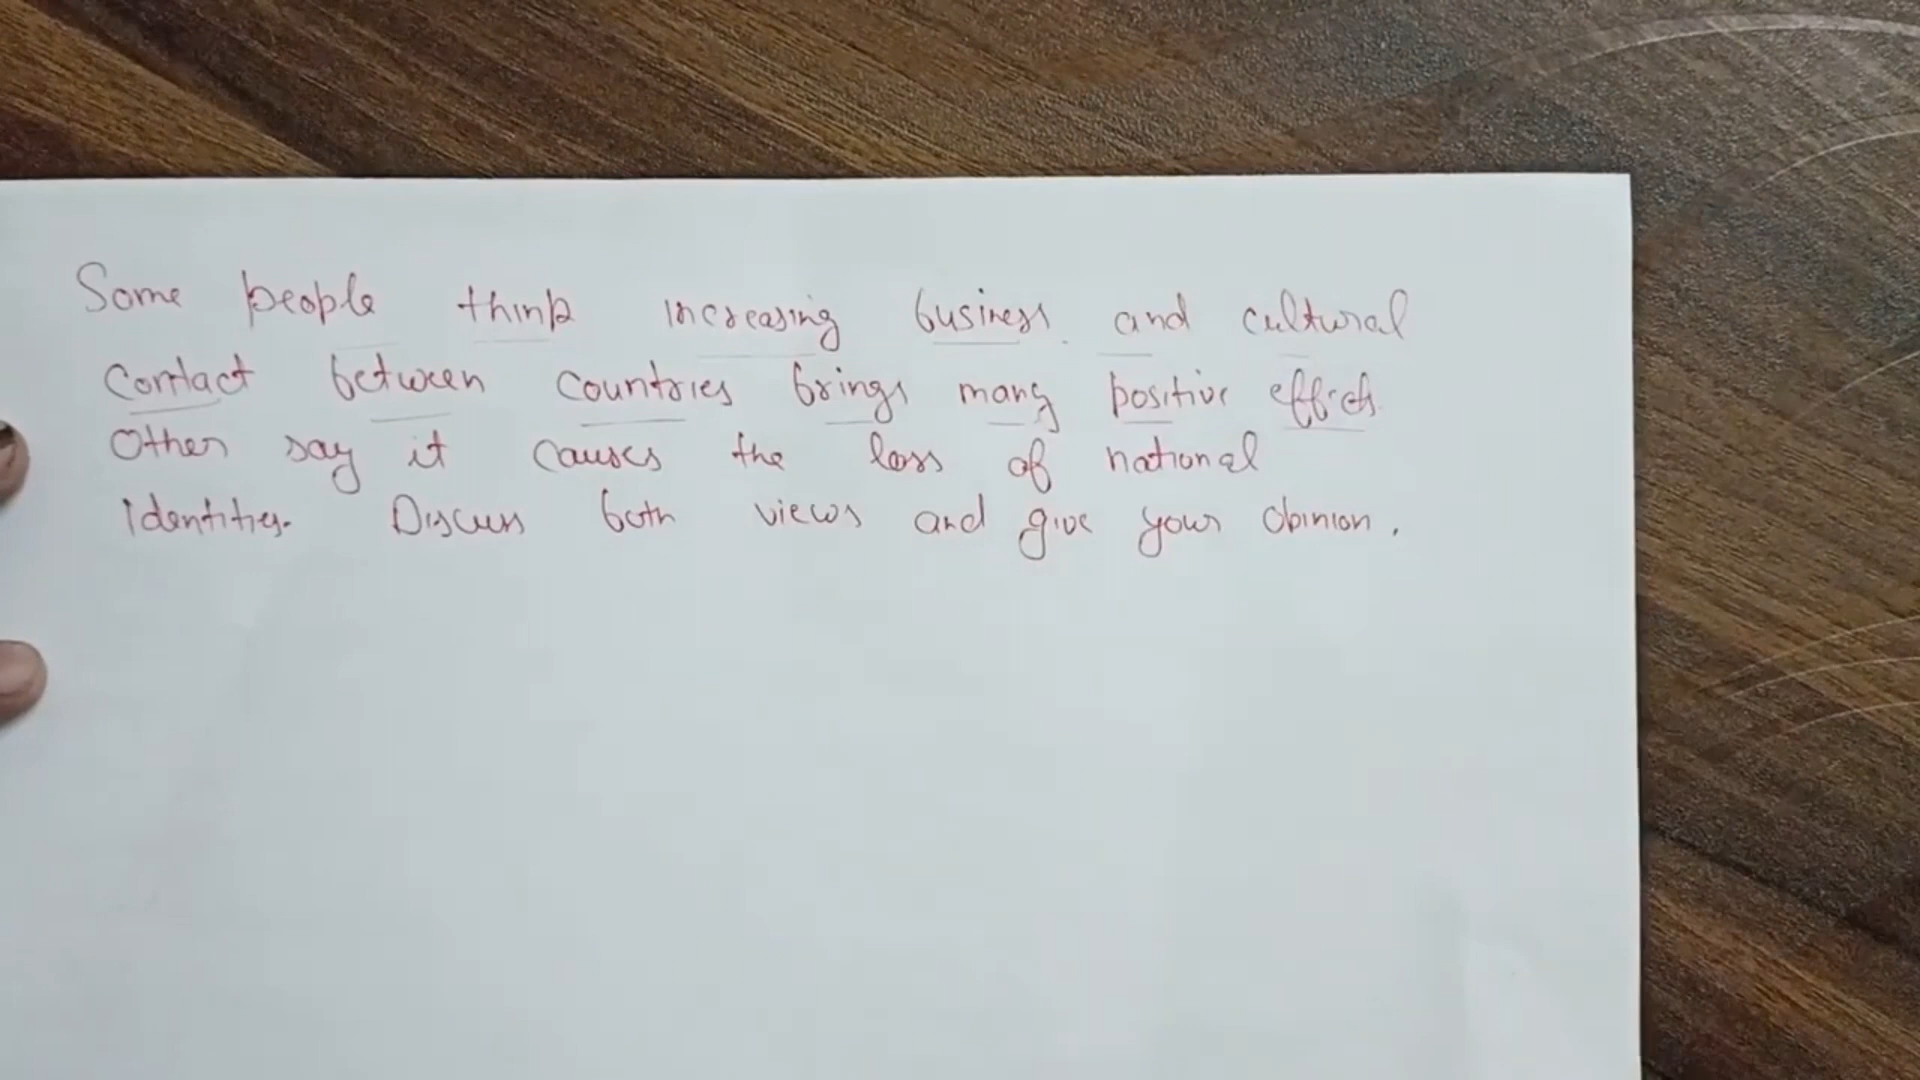 Some people think increasing business and cultural
contact between countries brings many positive effects.
Other say it causes the loss of national
identities. Discuss both views and give your opinion.